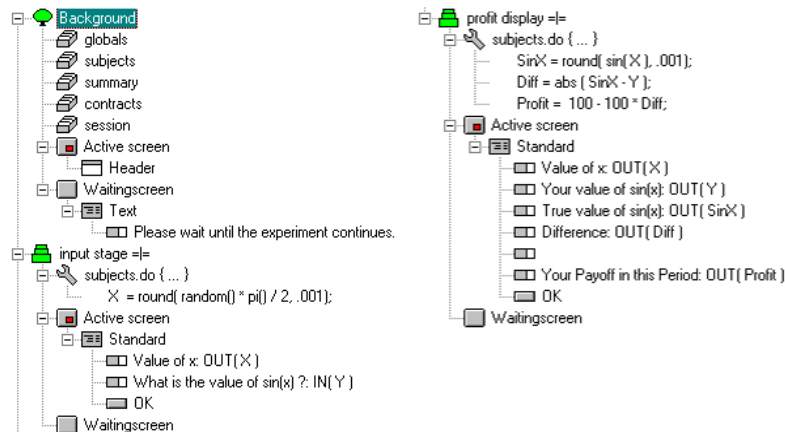 Background
globals
subjects
summary
contracts
session
Active screen
Header
Waitingscreen
Text
Please wait until the experiment continues.
input stage =|=
subjects.do { ... }
X = round( random() * pi() / 2, .001);
Active screen
Standard
Value of x: OUT( X )
What is the value of sin(x) ?: IN( Y )
OK
Waitingscreen
profit display =|=
subjects.do { ... }
SinX = round( sin( X ), .001);
Diff = abs ( SinX - Y );
Profit = 100 - 100 * Diff;
Active screen
Standard
Value of x: OUT( X )
Your value of sin(x): OUT( Y )
True value of sin(x): OUT( SinX )
Difference: OUT( Diff )
Your Payoff in this Period: OUT( Profit )
OK
Waitingscreen